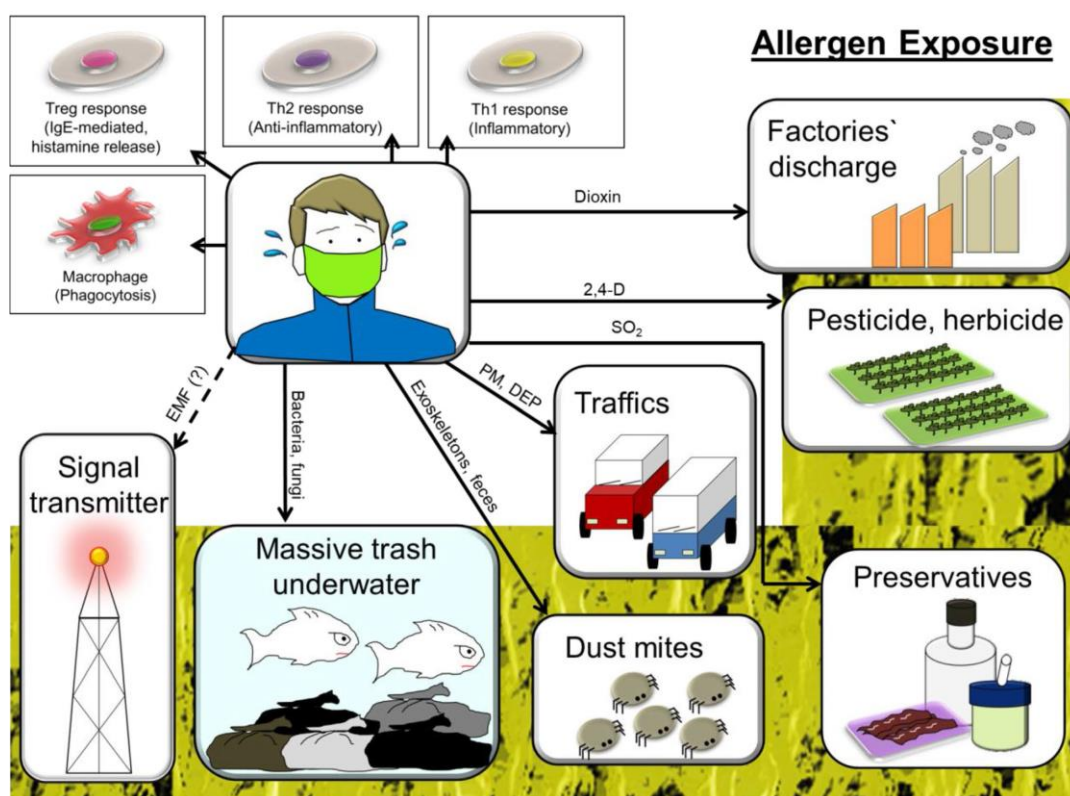 Allergen Exposure
Treg response
(IgE-mediated,
histamine release)
Th2 response
(Anti-inflammatory)
Th1 response
(Inflammatory)
Macrophage
(Phagocytosis)
Dioxin
Factories`
discharge
2,4-D
Pesticide, herbicide
SO₂
PM, DEP
Traffics
Exoskeletons, feces
Bacteria, fungi
EMF (?)
Signal
transmitter
Massive trash
underwater
Dust mites
Preservatives